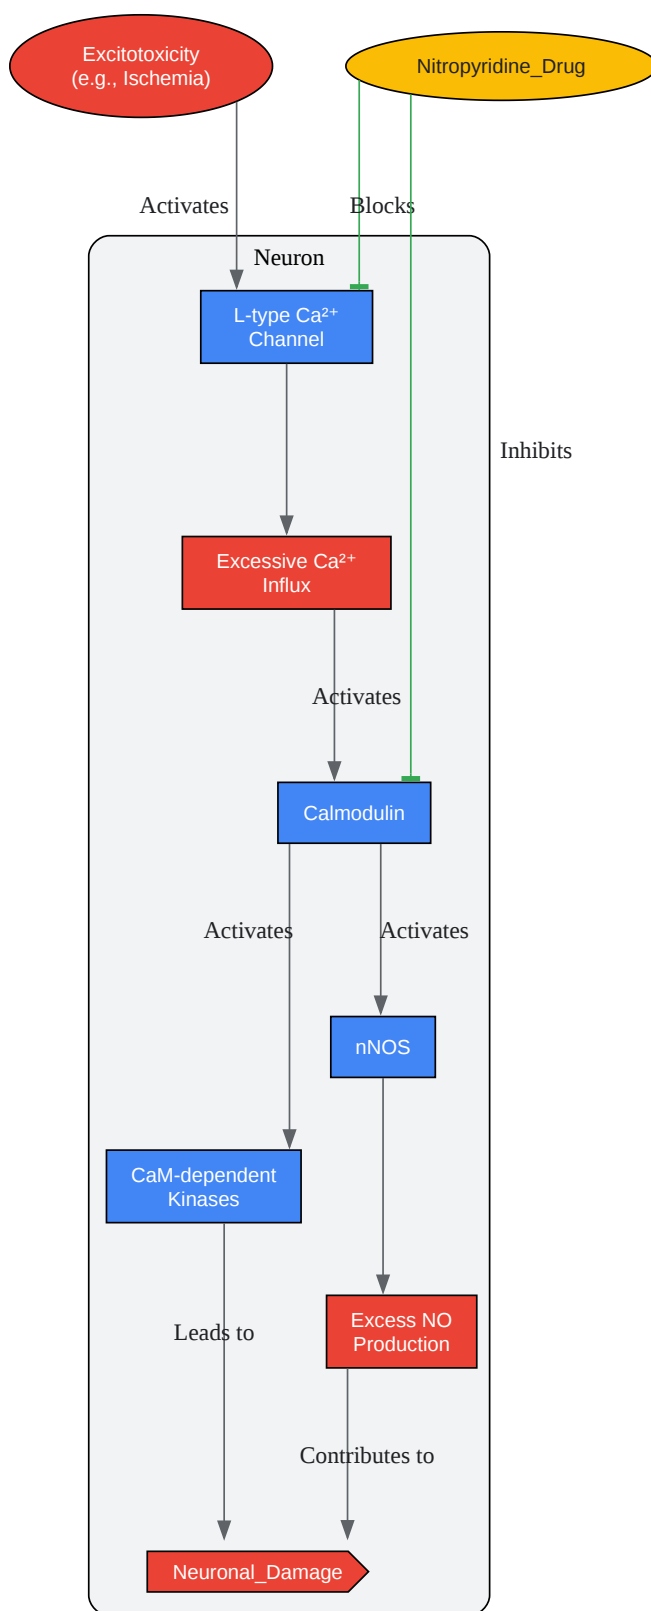 Excitotoxicity
(e.g., Ischemia)
Nitropyridine_Drug
Activates
Blocks
Neuron
L-type Ca²⁺
Channel
Inhibits
Excessive Ca²⁺
Influx
Activates
Calmodulin
Activates
Activates
nNOS
CaM-dependent
Kinases
Excess NO
Production
Leads to
Contributes to
Neuronal_Damage